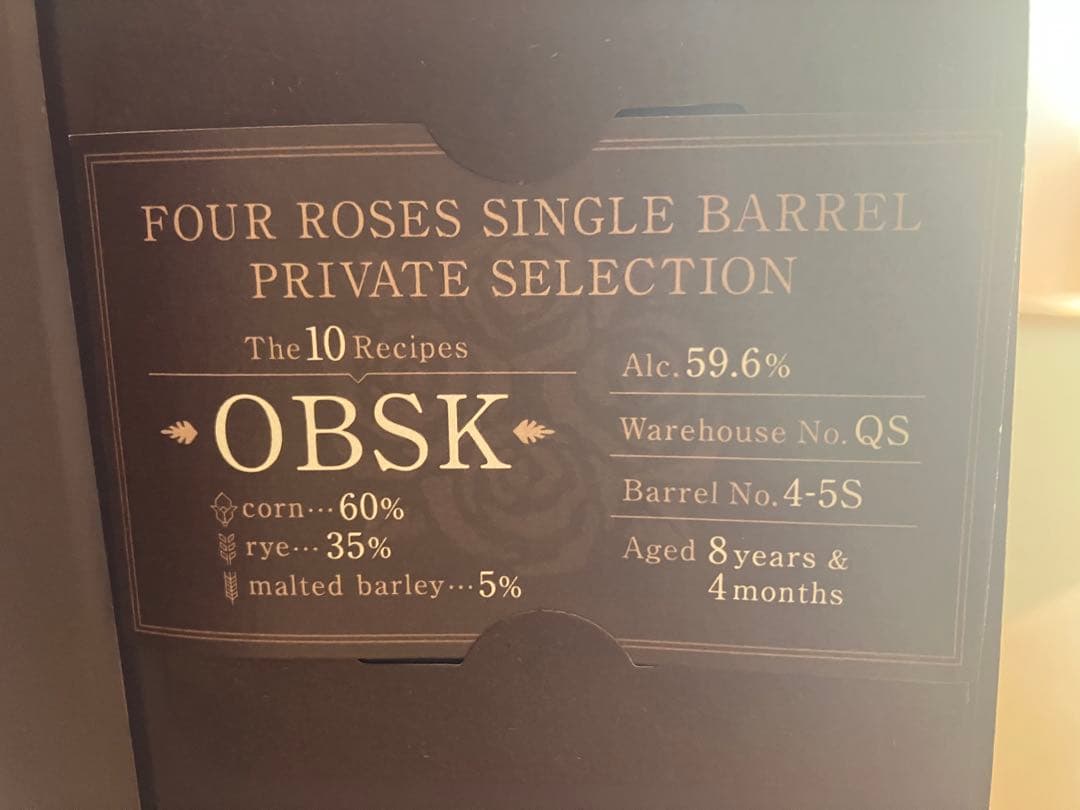 FOUR ROSES SINGLE BARREL
PRIVATE SELECTION
The 10 Recipes
OBSK
corn···60%
rye···35%
malted barley···5%
Alc.59.6%
Warehouse No.QS
Barrel No.4-5S
Aged 8 years &
4 months